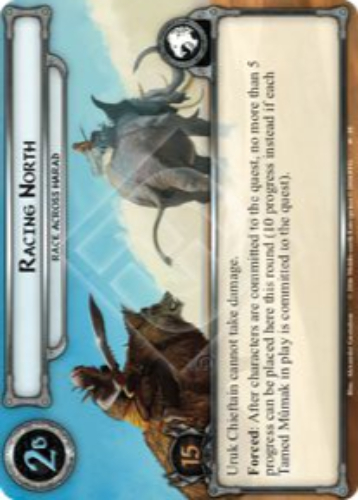 2B
RACING NORTH
RACE ACROSS HARAD
15
Uruk Chieftain cannot take damage.
Forced: After characters are committed to the quest, no more than 5
progress can be placed here this round (10 progress instead if each
Tamed Mûmak in play is committed to the quest).